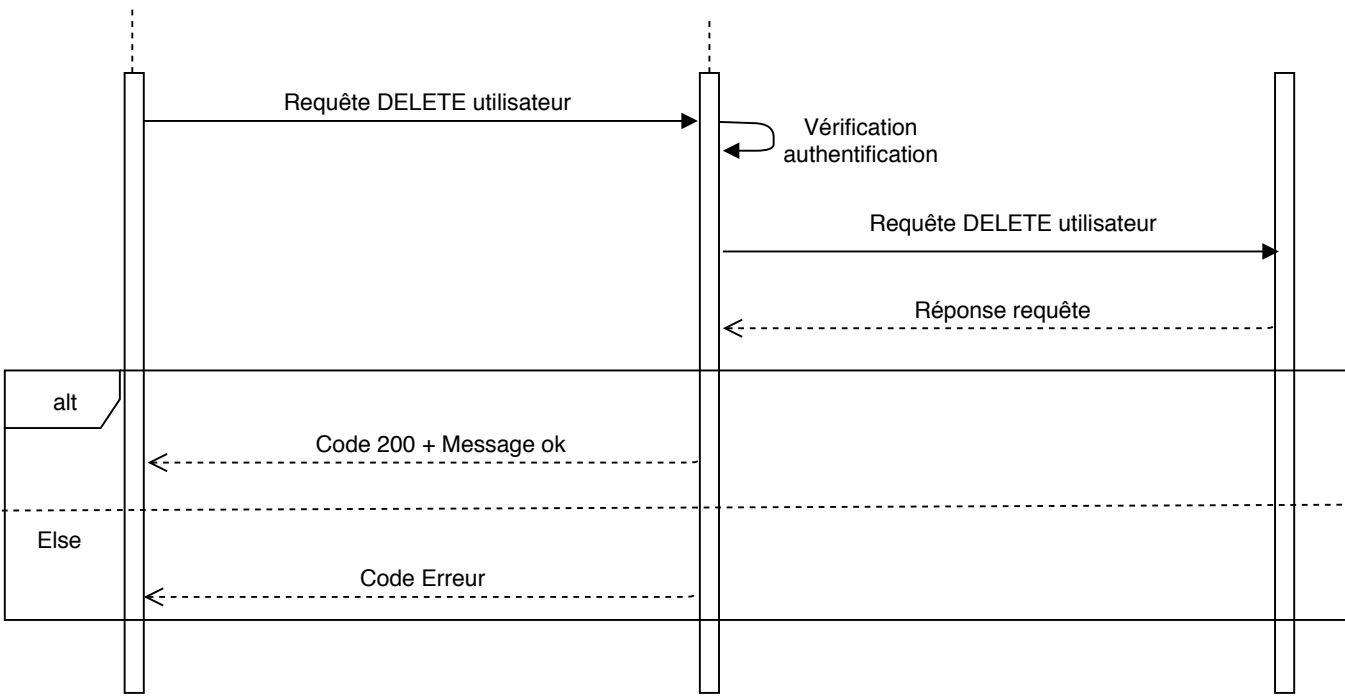 Requête DELETE utilisateur
Vérification
authentification
Requête DELETE utilisateur
Réponse requête
alt
Code 200 + Message ok
Else
Code Erreur